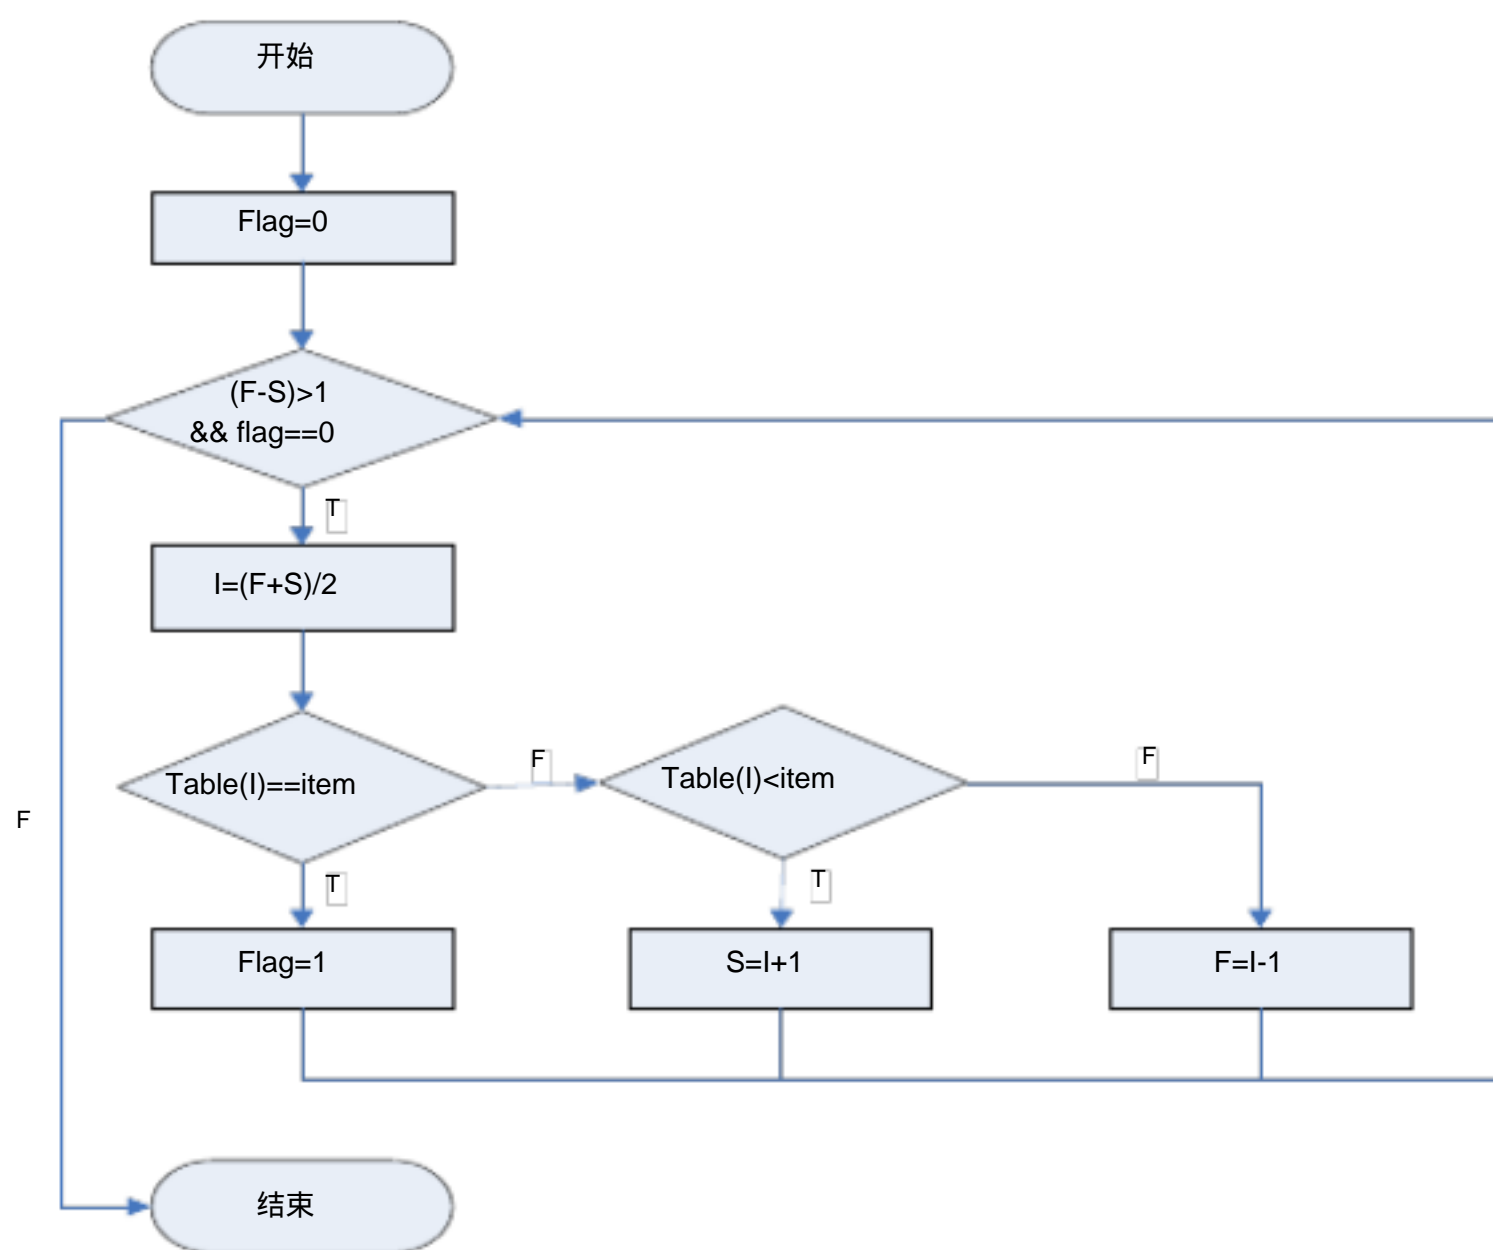 开始
Flag=0
(F-S)>1
&& flag==0
T
I=(F+S)/2
Table(I)==item
F
Table(I)<item
F
F
T
T
Flag=1
S=I+1
F=I-1
结束